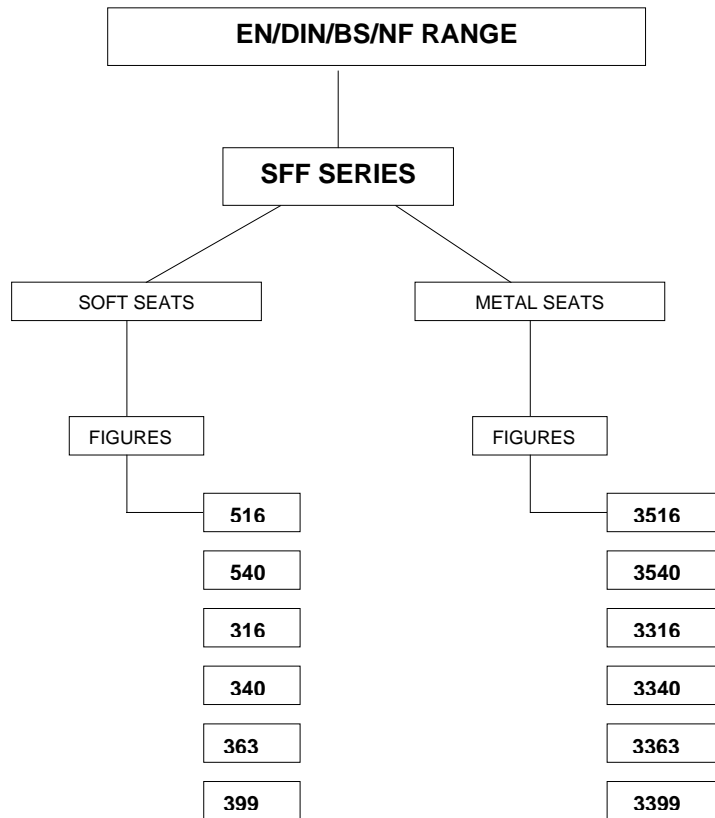 EN/DIN/BS/NF RANGE
SFF SERIES
SOFT SEATS
METAL SEATS
FIGURES
FIGURES
516
3516
540
3540
316
3316
340
3340
363
3363
399
3399